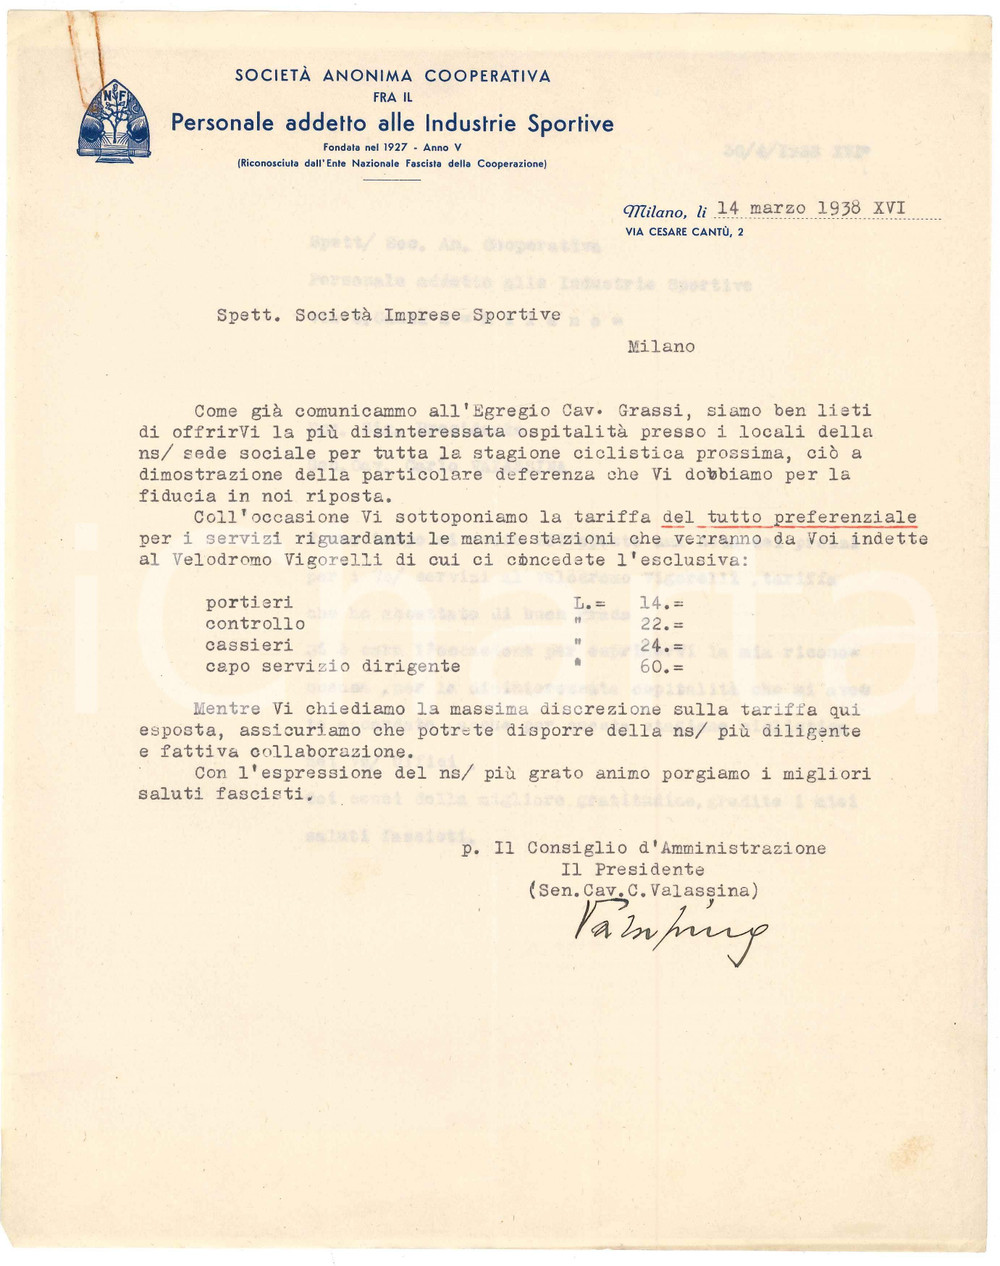 SOCIETÀ ANONIMA COOPERATIVA
FRA IL
Personale addetto alle Industrie Sportive
Fondata nel 1927 - Anno V
(Riconosciuta dall'Ente Nazionale Fascista della Cooperazione)
Milano, li 14 marzo 1938 XVI
VIA CESARE CANTÙ, 2
Spett. Società Imprese Sportive
Milano
Come già comunicammo all'Egregio Cav. Grassi, siamo ben lieti
di offrirVi la più disinteressata ospitalità presso i locali della
ns/ sede sociale per tutta la stagione ciclistica prossima, ciò a
dimostrazione della particolare deferenza che Vi dobbiamo per la
fiducia in noi riposta.
Coll'occasione Vi sottoponiamo la tariffa del tutto preferenziale
per i servizi riguardanti le manifestazioni che verranno da Voi indette
al Velodromo Vigorelli di cui ci concedete l'esclusiva:
portieri L.= 14.=
controllo " 22.=
cassieri " 24.=
capo servizio dirigente " 60.=
Mentre Vi chiediamo la massima discrezione sulla tariffa qui
esposta, assicuriamo che potrete disporre della ns/ più diligente
e fattiva collaborazione.
Con l'espressione del ns/ più grato animo porgiamo i migliori
saluti fascisti.
p. Il Consiglio d'Amministrazione
Il Presidente
(Sen.Cav.C.Valassina)